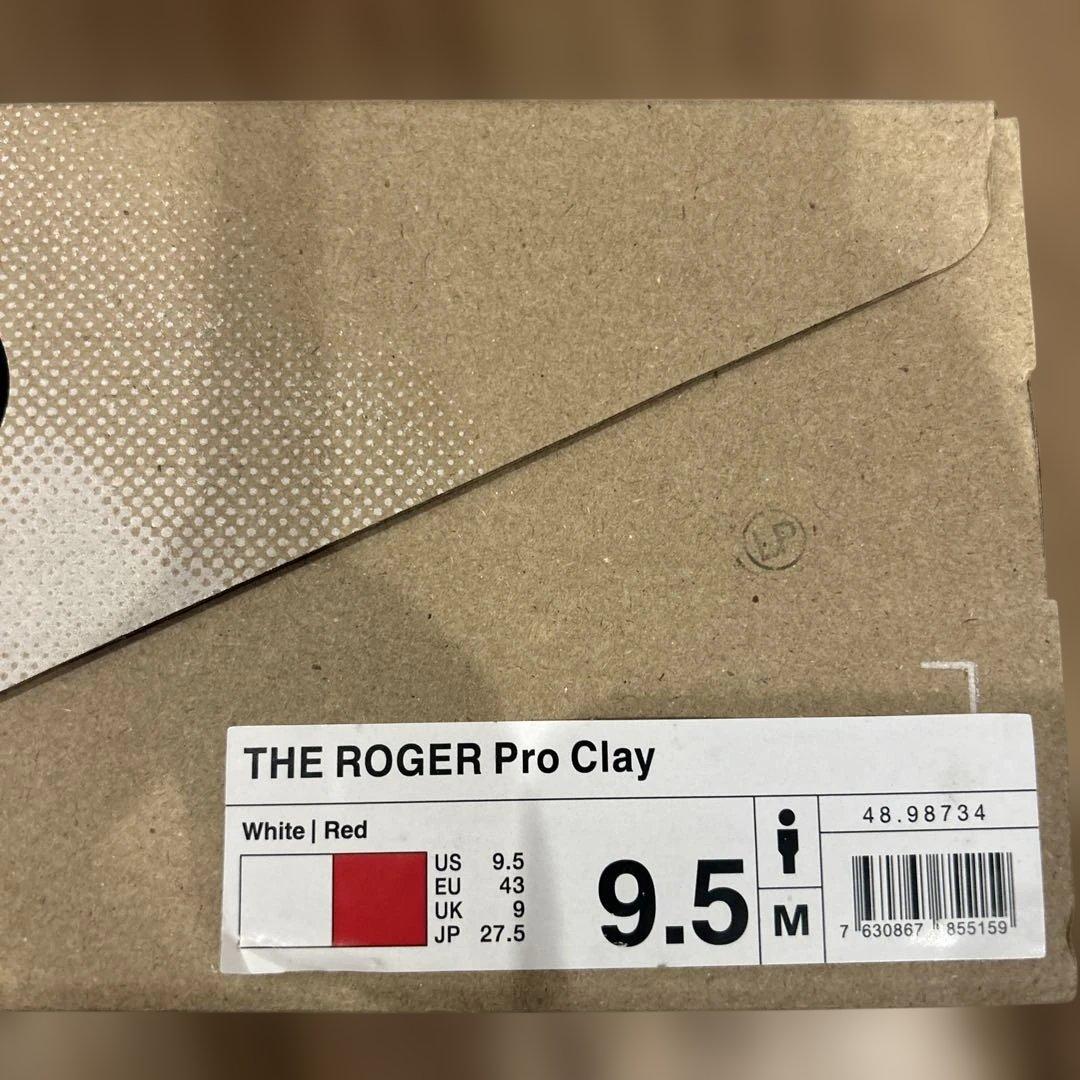 UP
THE ROGER Pro Clay
White | Red
US 9.5
EU 43
UK 9
JP 27.5
9.5
M
48.98734
7 630867 855159